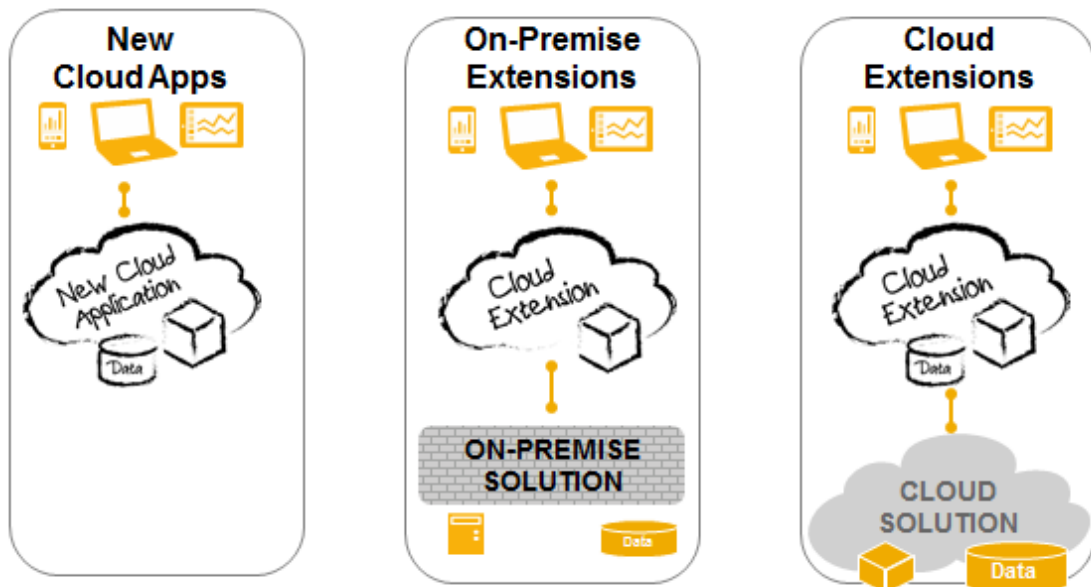 New
Cloud Apps
New Cloud
Application
Data
On-Premise
Extensions
Cloud
Extension
ON-PREMISE
SOLUTION
Data
Cloud
Extensions
Cloud
Extension
Data
CLOUD
SOLUTION
Data